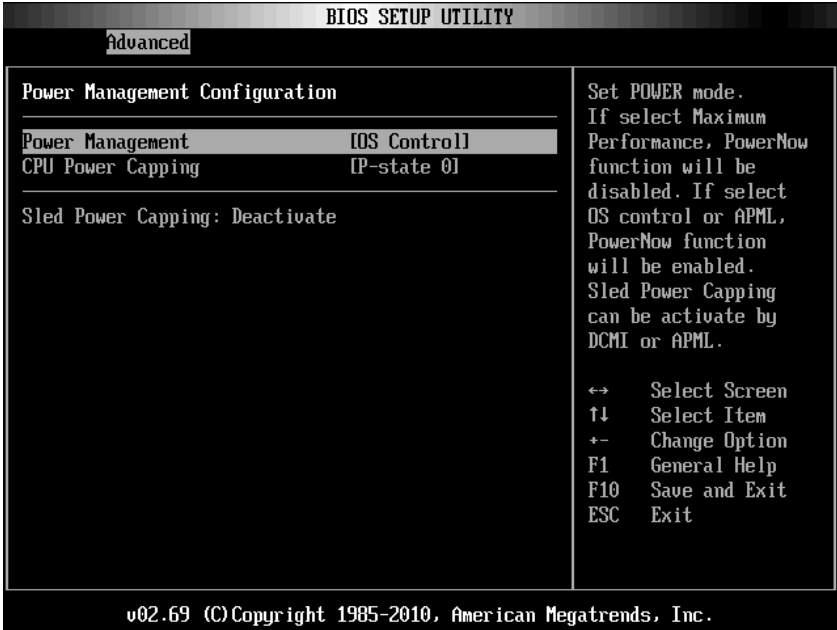 BIOS SETUP UTILITY
Advanced
Power Management Configuration
Power Management [OS Control]
CPU Power Capping [P-state 0]
Sled Power Capping: Deactivate
Set POWER mode.
If select Maximum
Performance, PowerNow
function will be
disabled. If select
OS control or APML,
PowerNow function
will be enabled.
Sled Power Capping
can be activate by
DCMI or APML.
↔ Select Screen
↑↓ Select Item
+- Change Option
F1 General Help
F10 Save and Exit
ESC Exit
v02.69 (C)Copyright 1985-2010, American Megatrends, Inc.